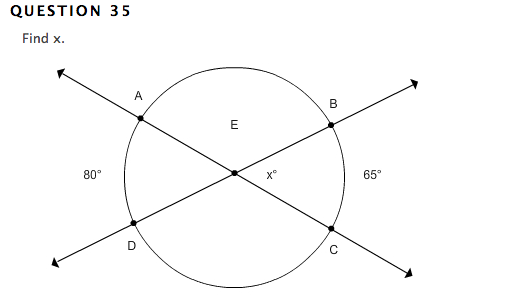 QUESTION 35
Find x.
A
B
E
80°
x°
65°
D
C